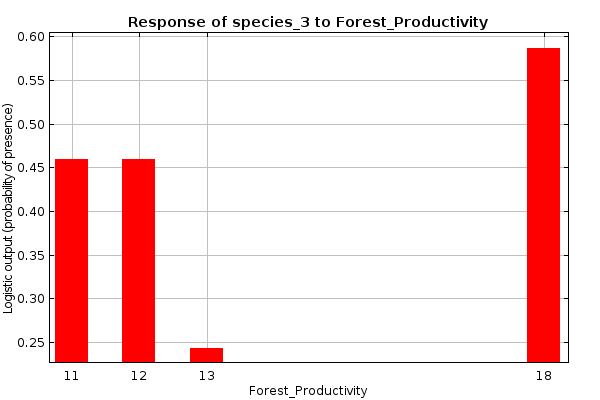 Response of species_3 to Forest_Productivity
Logistic output (probability of presence)
0.60
0.55
0.50
0.45
0.40
0.35
0.30
0.25
11 12 13 18
Forest_Productivity